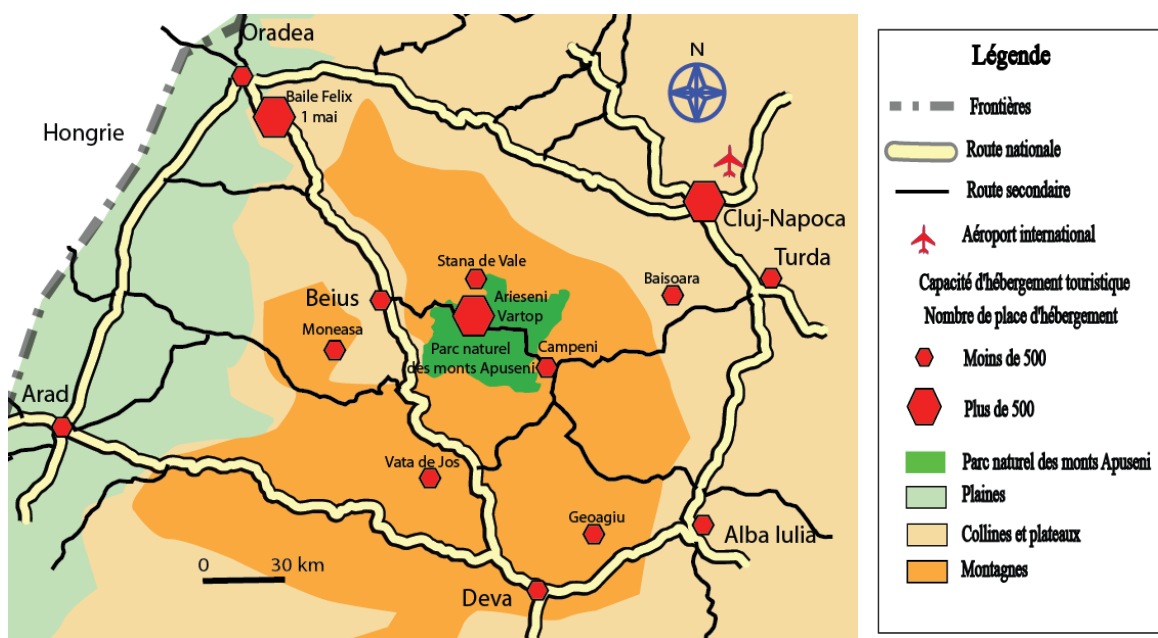 Oradea
Baile Felix
1 mai
Hongrie
N
Cluj-Napoca
Turda
Stana de Vale
Baisoara
Arieseni
Vartop
Beius
Moneasa
Parc naturel
des monts Apuseni
Campeni
Arad
Vata de Jos
Geoagiu
Alba Iulia
0 30 km
Deva
Légende
Frontières
Route nationale
Route secondaire
Aéroport international
Capacité d'hébergement touristique
Nombre de place d'hébergement
Moins de 500
Plus de 500
Parc naturel des monts Apuseni
Plaines
Collines et plateaux
Montagnes